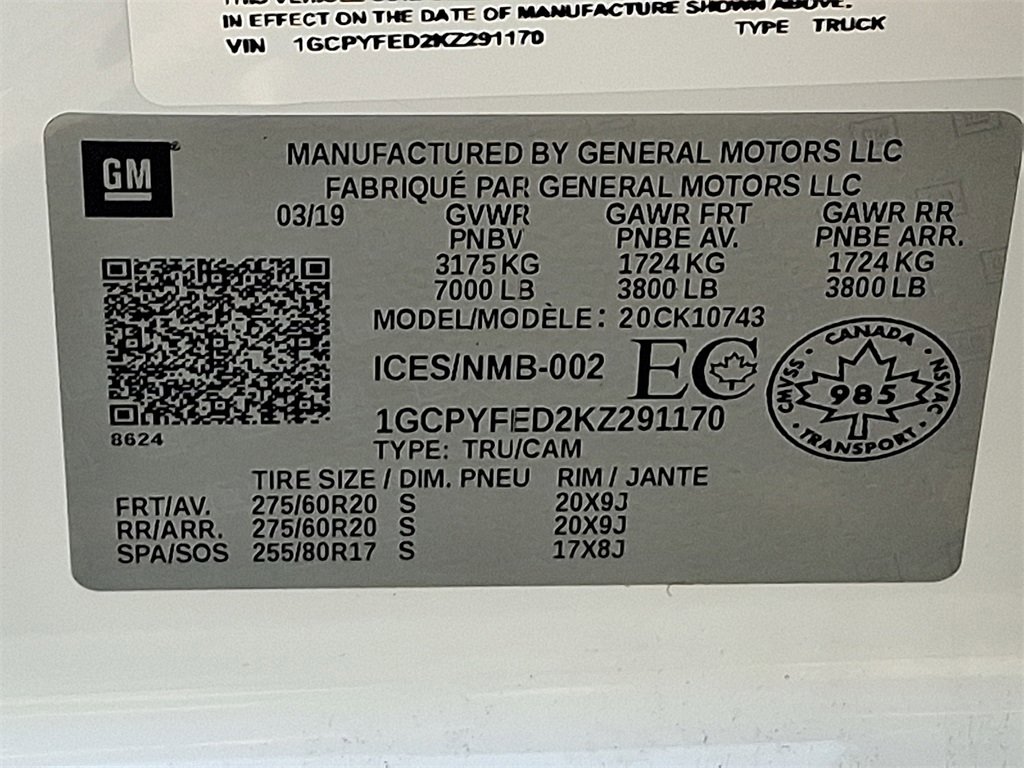 IN EFFECT ON THE DATE OF MANUFACTURE SHOWN ABOVE.
VIN 1GCPYFED2KZ291170 TYPE TRUCK
GM
MANUFACTURED BY GENERAL MOTORS LLC
FABRIQUÉ PAR GENERAL MOTORS LLC
03/19 GVWR GAWR FRT GAWR RR
PNBV PNBE AV. PNBE ARR.
3175 KG 1724 KG 1724 KG
7000 LB 3800 LB 3800 LB
MODEL/MODÈLE: 20CK10743
ICES/NMB-002 EC
CANADA
CMVSS · NSVAC
985
TRANSPORT
1GCPYFED2KZ291170
8624
TYPE: TRU/CAM
TIRE SIZE / DIM. PNEU RIM / JANTE
FRT/AV. 275/60R20 S 20X9J
RR/ARR. 275/60R20 S 20X9J
SPA/SOS 255/80R17 S 17X8J